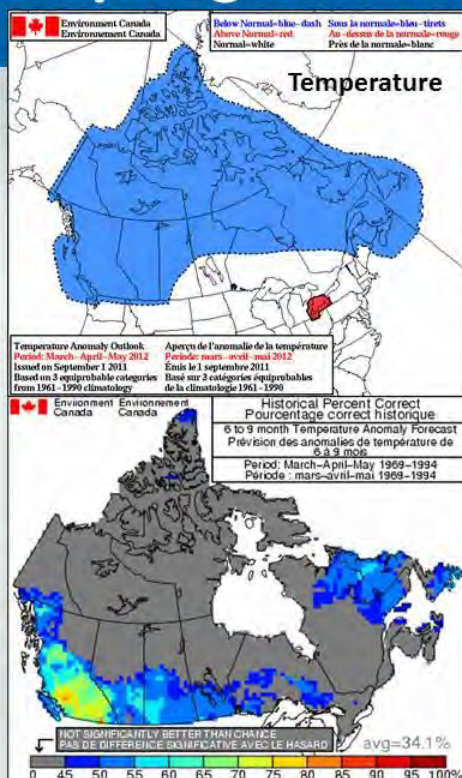 Environment Canada
Environnement Canada
Below Normal=blue-dash Sous la normale=bleu-tirets
Above Normal=red Au-dessus de la normale=rouge
Normal=white Près de la normale=blanc
Temperature
Temperature Anomaly Outlook
Period: March-April-May 2012
Issued on September 1 2011
Based on 3 equiprobable categories
from 1961-1990 climatology
Aperçu de l'anomalie de la température
Periode: mars-avril-mai 2012
Émis le 1 septembre 2011
Basé sur 3 catégories équiprobables
de la climatologie 1961-1990
Environment Environnement
Canada Canada
Historical Percent Correct
Pourcentage correct historique
6 to 9 month Temperature Anomaly Forecast
Prévision des anomalies de température de
6 à 9 mois
Period: March-April-May 1969-1994
Période : mars-avril-mai 1969-1994
NOT SIGNIFICANTLY BETTER THAN CHANCE
PAS DE DIFFERENCE SIGNIFICATIVE AVEC LE HASARD
avg=34.1%
0 45 50 55 60 65 70 75 80 85 90 95 100%